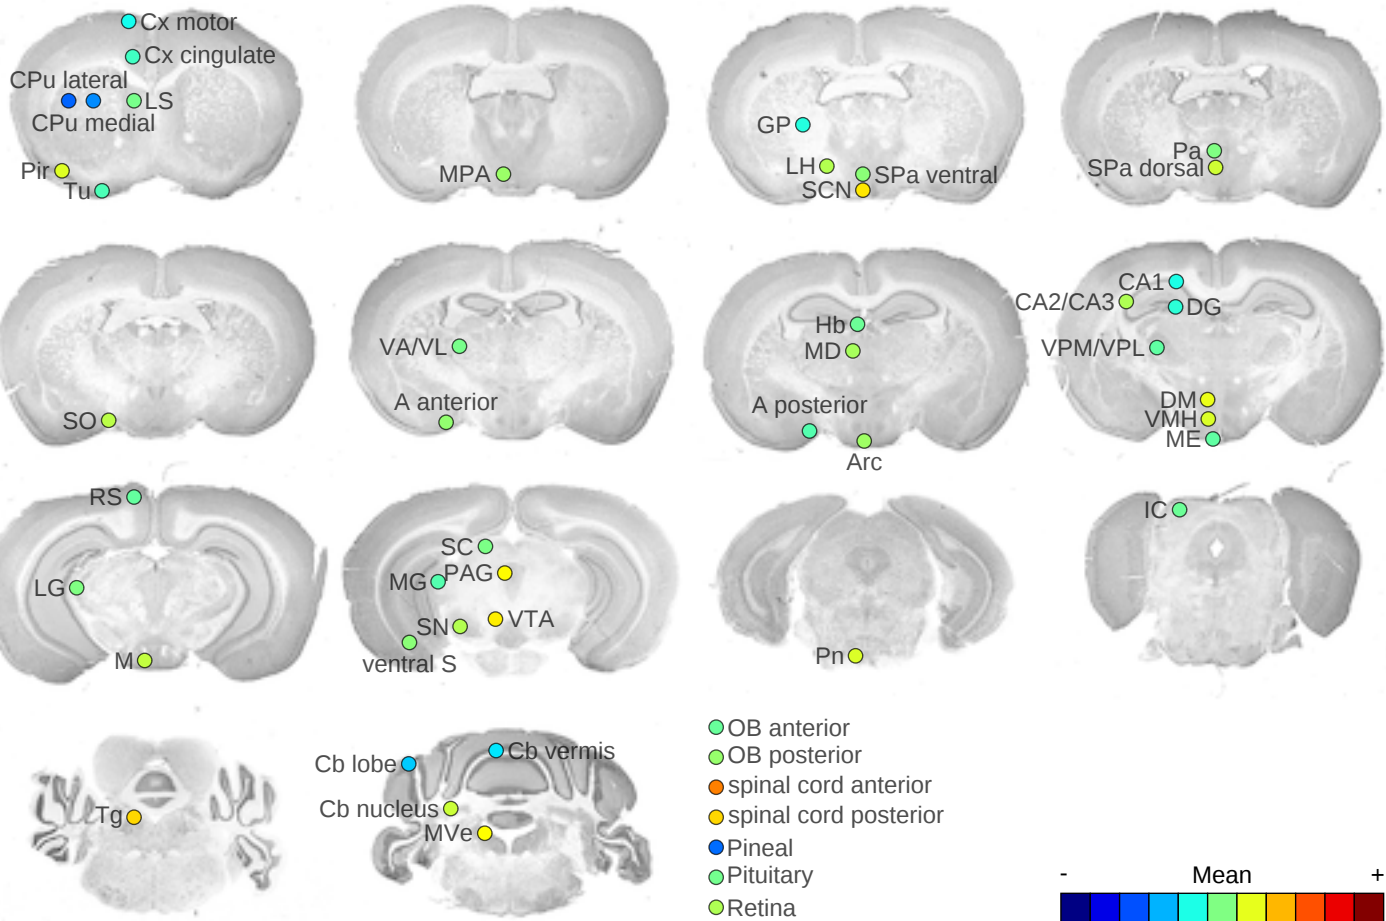 Cx motor
Cx cingulate
CPu lateral
LS
CPu medial
Pir
Tu
MPA
GP
LH
SPa ventral
SCN
Pa
SPa dorsal
SO
VA/VL
A anterior
Hb
MD
A posterior
Arc
CA1
CA2/CA3
DG
VPM/VPL
DM
VMH
ME
RS
LG
M
SC
PAG
MG
SN
VTA
ventral S
Pn
IC
Tg
Cb lobe
Cb vermis
Cb nucleus
MVe
OB anterior
OB posterior
spinal cord anterior
spinal cord posterior
Pineal
Pituitary
Retina
- Mean +